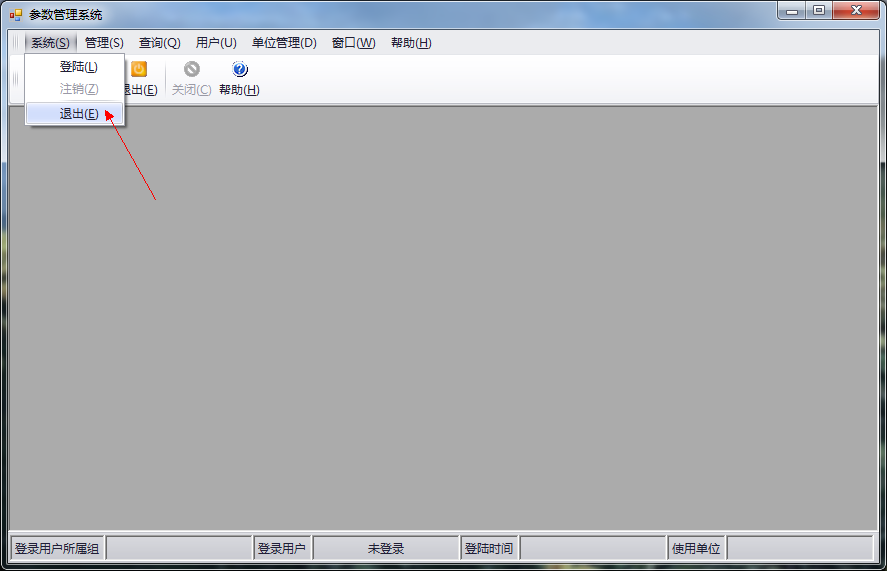 参数管理系统
系统(S) 管理(S) 查询(Q) 用户(U) 单位管理(D) 窗口(W) 帮助(H)
登陆(L)
注销(Z)
退出(E)
出(E) 关闭(C) 帮助(H)
登录用户所属组 登录用户 未登录 登陆时间 使用单位